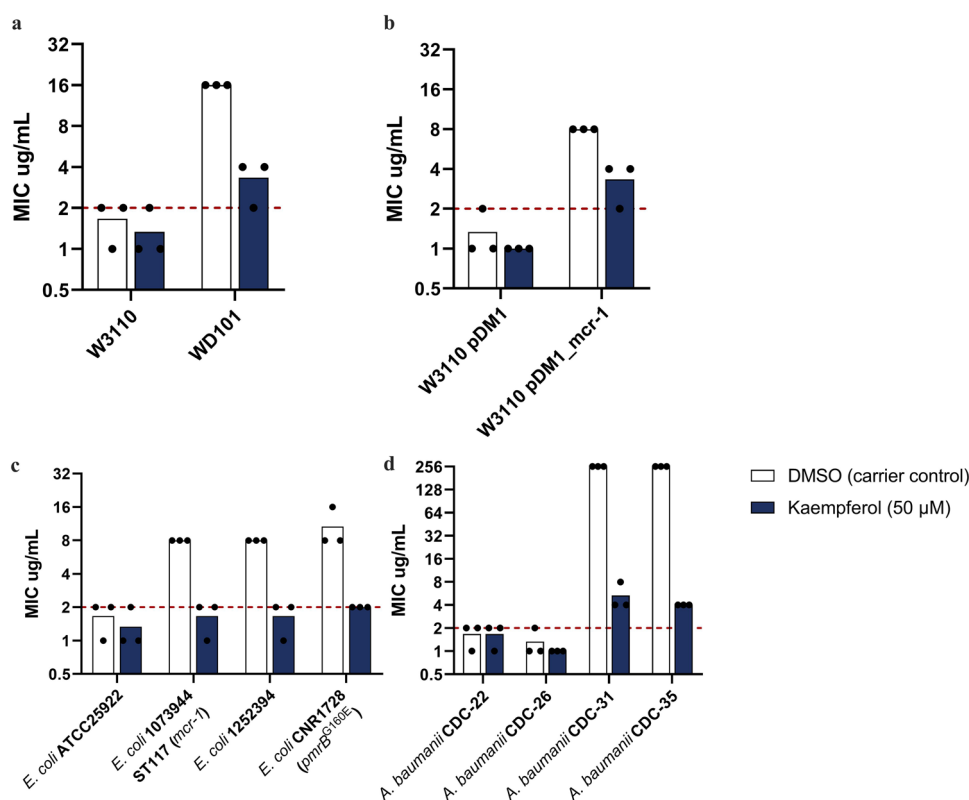 a
MIC ug/mL
32
16
8
4
2
1
0.5
W3110
WD101
b
MIC ug/mL
32
16
8
4
2
1
0.5
W3110 pDM1
W3110 pDM1_mcr-1
c
MIC ug/mL
32
16
8
4
2
1
0.5
E. coli ATCC25922
E. coli 1073944
ST117 (mcr-1)
E. coli 1252394
E. coli CNR1728
(pmrB^G160E)
d
MIC ug/mL
256
128
64
32
16
8
4
2
1
0.5
A. baumanii CDC-22
A. baumanii CDC-26
A. baumanii CDC-31
A. baumanii CDC-35
DMSO (carrier control)
Kaempferol (50 µM)